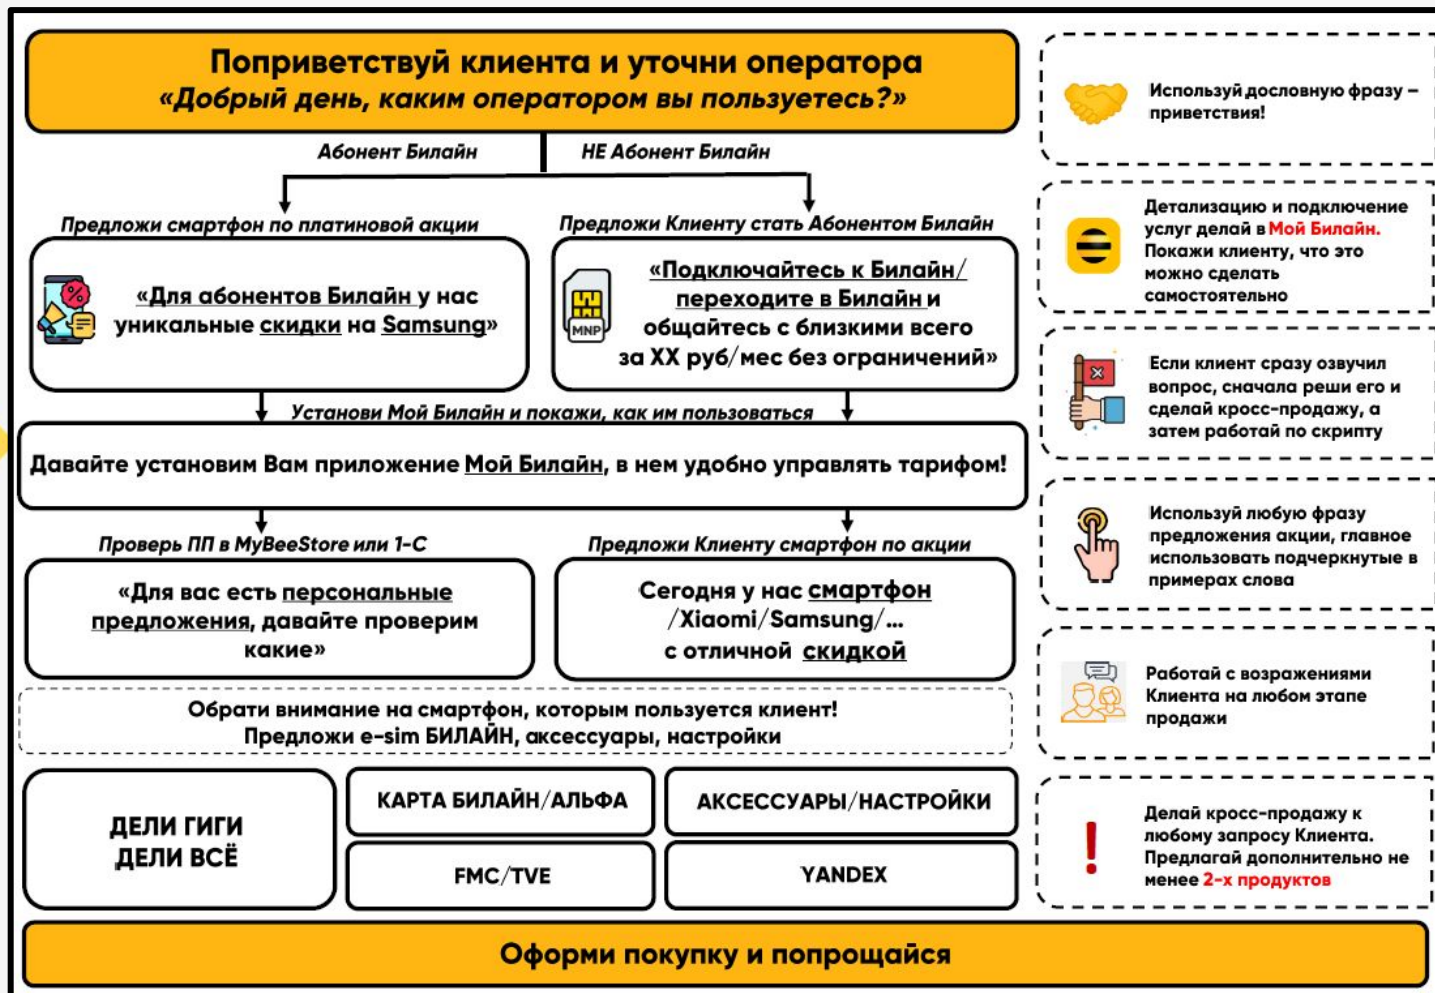 Поприветствуй клиента и уточни оператора
«Добрый день, каким оператором вы пользуетесь?»
Абонент Билайн
НЕ Абонент Билайн
Предложи смартфон по платиновой акции
«Для абонентов Билайн у нас
уникальные скидки на Samsung»
Предложи Клиенту стать Абонентом Билайн
MNP
«Подключайтесь к Билайн/
переходите в Билайн и
общайтесь с близкими всего
за XX руб/мес без ограничений»
Установи Мой Билайн и покажи, как им пользоваться
Давайте установим Вам приложение Мой Билайн, в нем удобно управлять тарифом!
Проверь ПП в MyBeeStore или 1-С
«Для вас есть персональные
предложения, давайте проверим
какие»
Предложи Клиенту смартфон по акции
Сегодня у нас смартфон
/Xiaomi/Samsung/...
с отличной скидкой
Обрати внимание на смартфон, которым пользуется клиент!
Предложи e-sim БИЛАЙН, аксессуары, настройки
ДЕЛИ ГИГИ
ДЕЛИ ВСЁ
КАРТА БИЛАЙН/АЛЬФА
АКСЕССУАРЫ/НАСТРОЙКИ
FMC/TVE
YANDEX
Оформи покупку и попрощайся
Используй дословную фразу –
приветствия!
Детализацию и подключение
услуг делай в Мой Билайн.
Покажи клиенту, что это
можно сделать
самостоятельно
Если клиент сразу озвучил
вопрос, сначала реши его и
сделай кросс-продажу, а
затем работай по скрипту
Используй любую фразу
предложения акции, главное
использовать подчеркнутые в
примерах слова
Работай с возражениями
Клиента на любом этапе
продажи
Делай кросс-продажу к
любому запросу Клиента.
Предлагай дополнительно не
менее 2-х продуктов